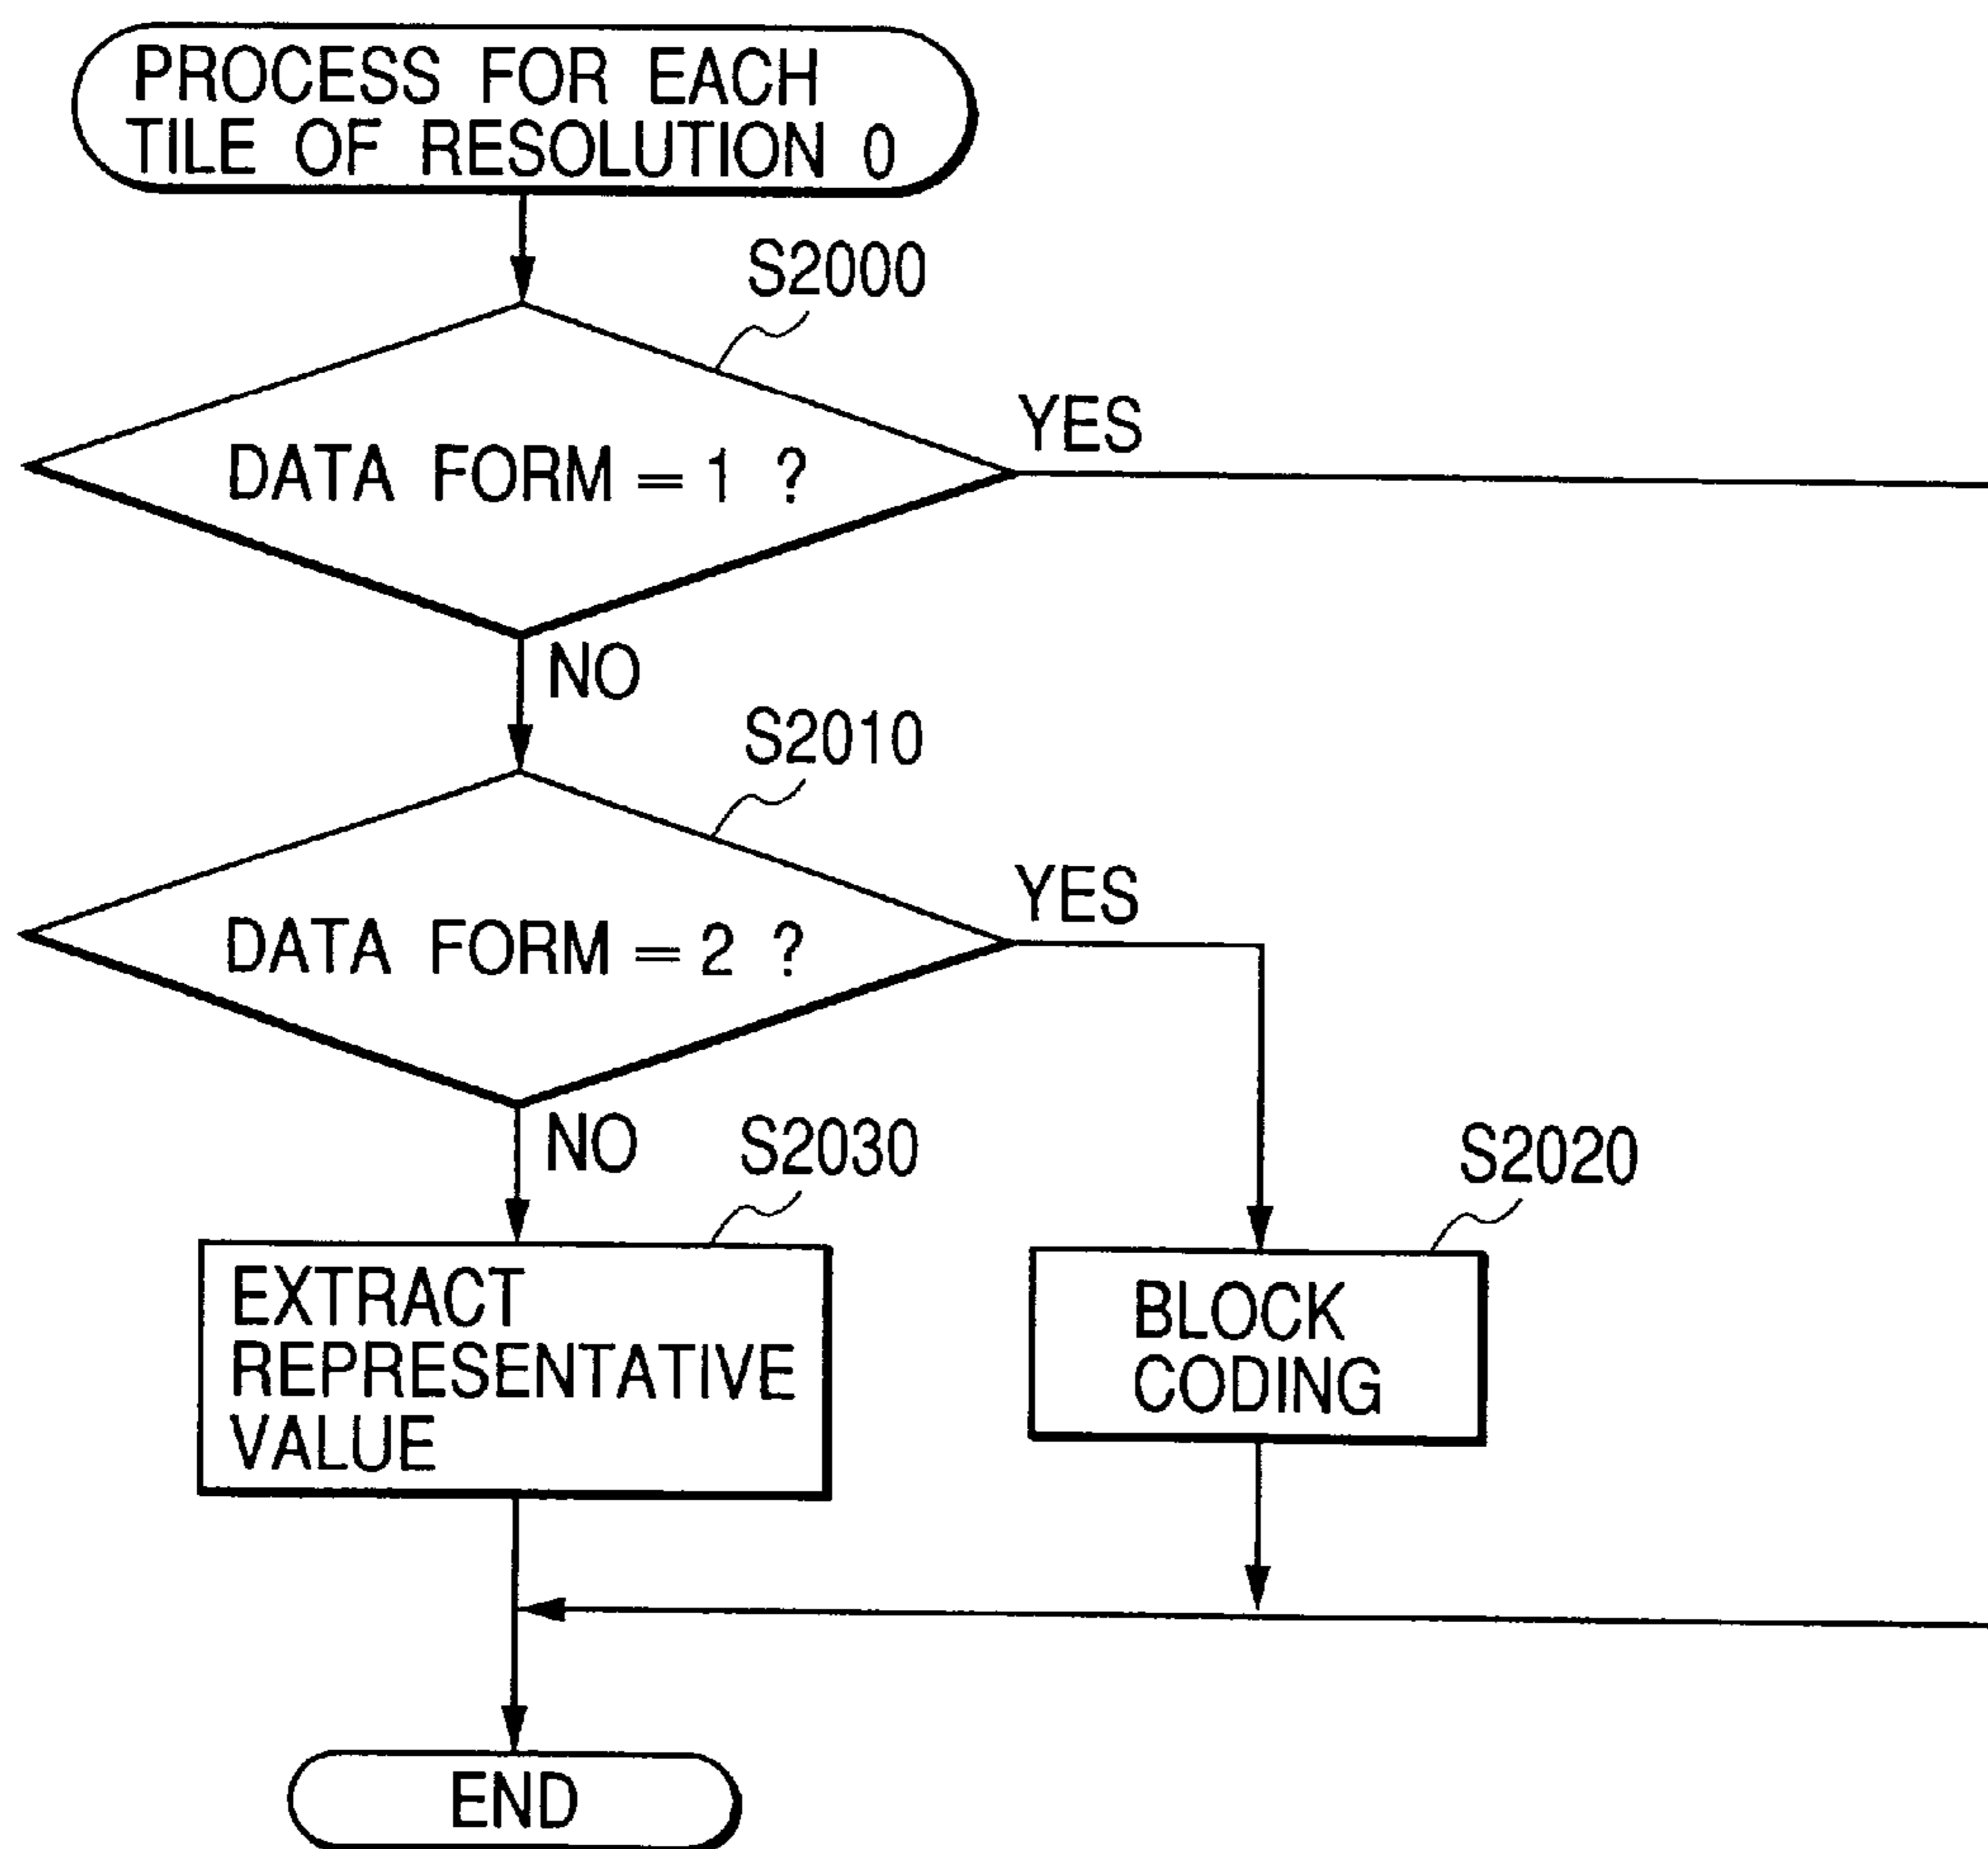 PROCESS FOR EACH
TILE OF RESOLUTION 0
S2000
DATA FORM = 1 ?
YES
NO
S2010
DATA FORM = 2 ?
YES
NO
S2030
S2020
EXTRACT
REPRESENTATIVE
VALUE
BLOCK
CODING
END